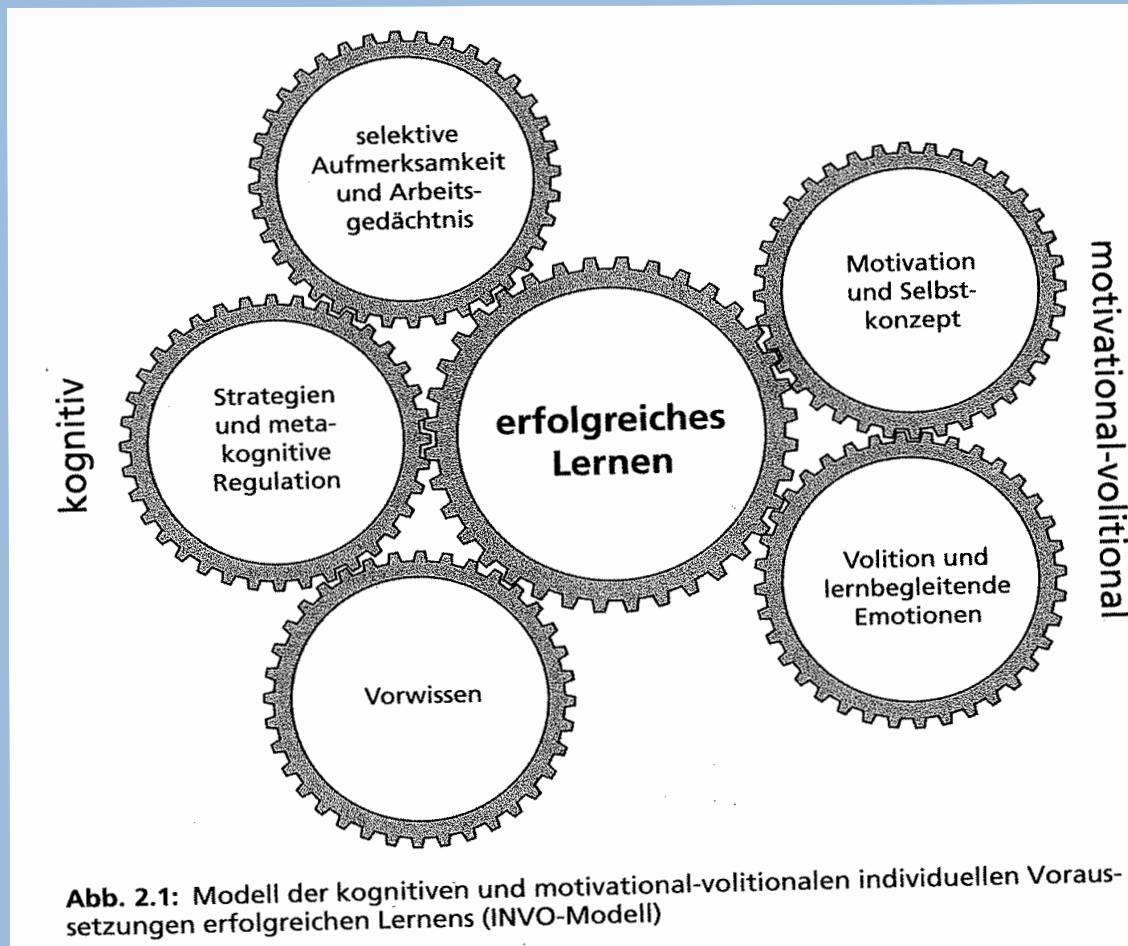 selektive
Aufmerksamkeit
und Arbeits-
gedächtnis
Motivation
und Selbst-
konzept
motivational-volitional
kognitiv
Strategien
und meta-
kognitive
Regulation
erfolgreiches
Lernen
Volition und
lernbegleitende
Emotionen
Vorwissen
Abb. 2.1: Modell der kognitiven und motivational-volitionalen individuellen Voraus-
setzungen erfolgreichen Lernens (INVO-Modell)